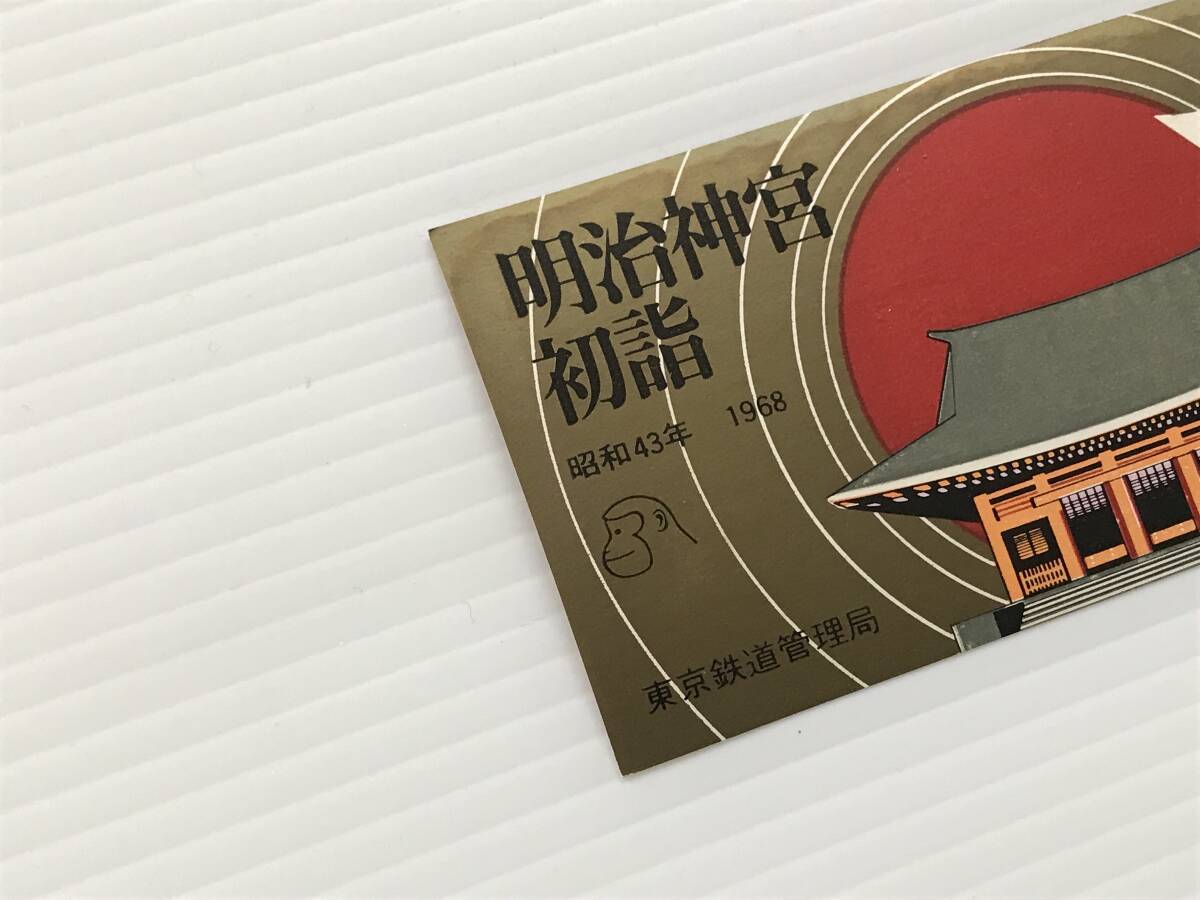 明治神宮
初詣
昭和43年 1968
東京鉄道管理局